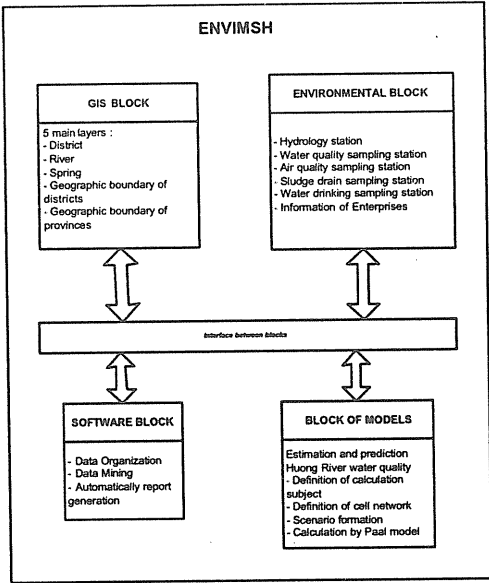 ENVIMSH
GIS BLOCK
5 main layers :
- District
- River
- Spring
- Geographic boundary of
districts
- Geographic boundary of
provinces
ENVIRONMENTAL BLOCK
- Hydrology station
- Water quality sampling station
- Air quality sampling station
- Sludge drain sampling station
- Water drinking sampling station
- Information of Enterprises
Interface between blocks
SOFTWARE BLOCK
- Data Organization
- Data Mining
- Automatically report
generation
BLOCK OF MODELS
Estimation and prediction
Huong River water quality
- Definition of calculation
subject
- Definition of cell network
- Scenario formation
- Calculation by Paal model